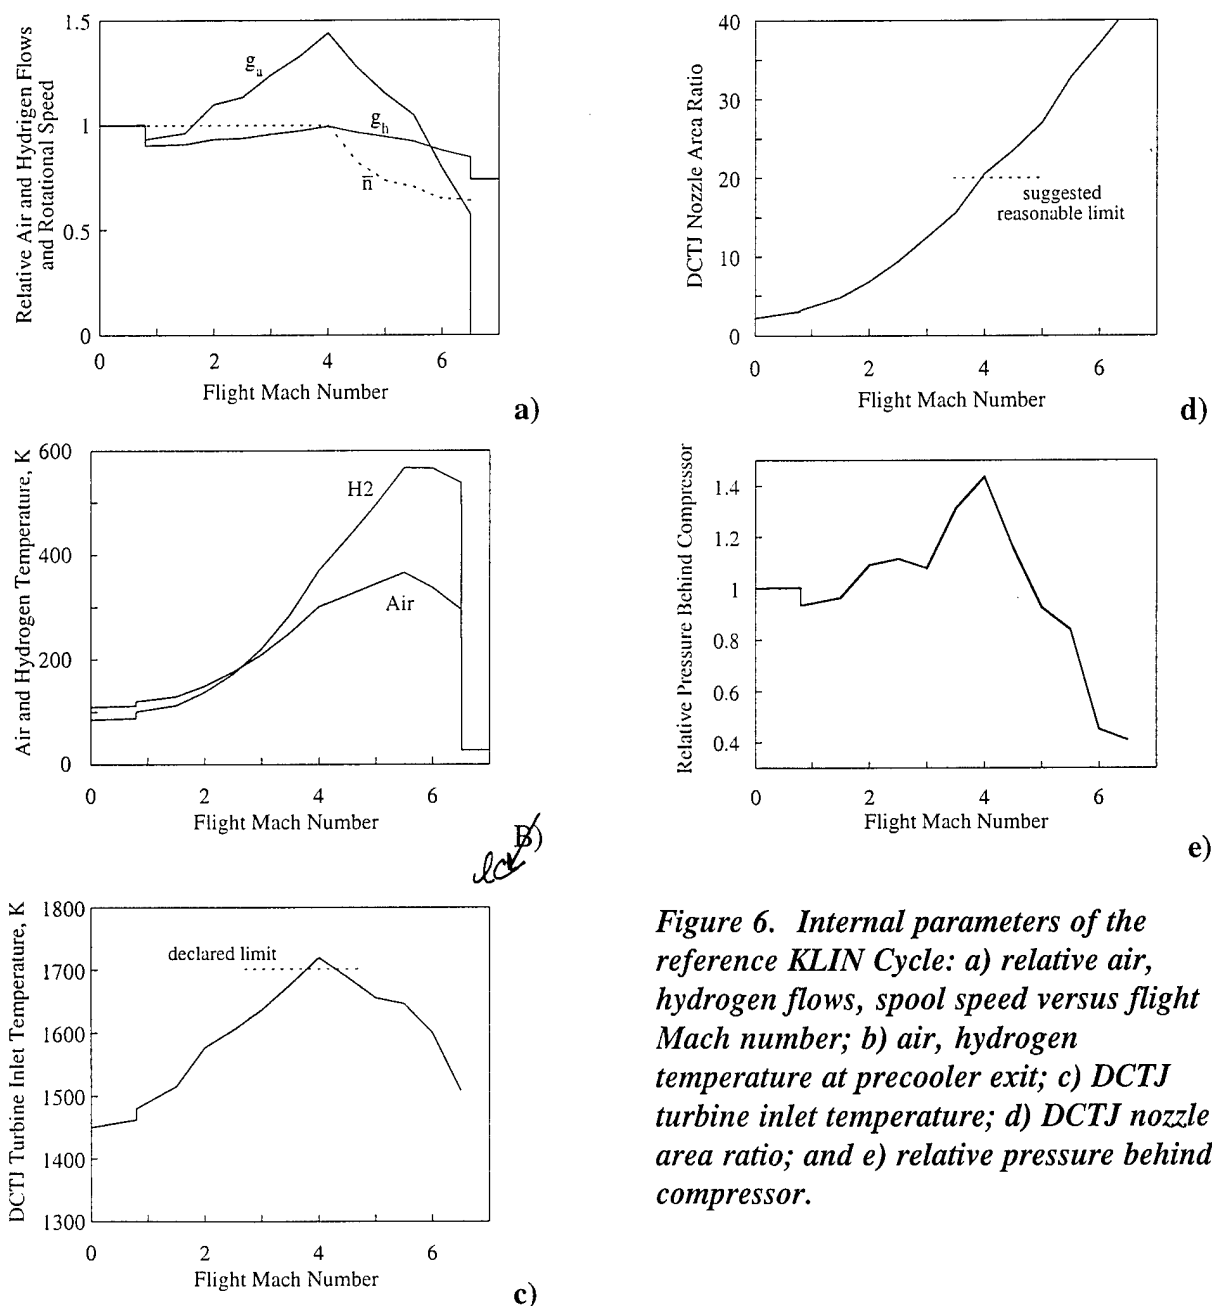 Relative Air and Hydrigen Flows
and Rotational Speed
1.5
1
0.5
0
g_a
g_h
n̄
0 2 4 6
Flight Mach Number
a)
Air and Hydrogen Temperature, K
600
400
200
0
H2
Air
0 2 4 6
Flight Mach Number
B)
DCTJ Turbine Inlet Temperature, K
1800
1700
1600
1500
1400
1300
declared limit
0 2 4 6
Flight Mach Number
c)
DCTJ Nozzle Area Ratio
40
30
20
10
0
suggested
reasonable limit
0 2 4 6
Flight Mach Number
d)
Relative Pressure Behind Compressor
1.4
1.2
1
0.8
0.6
0.4
0 2 4 6
Flight Mach Number
e)
Figure 6. Internal parameters of the
reference KLIN Cycle: a) relative air,
hydrogen flows, spool speed versus flight
Mach number; b) air, hydrogen
temperature at precooler exit; c) DCTJ
turbine inlet temperature; d) DCTJ nozzle
area ratio; and e) relative pressure behind
compressor.